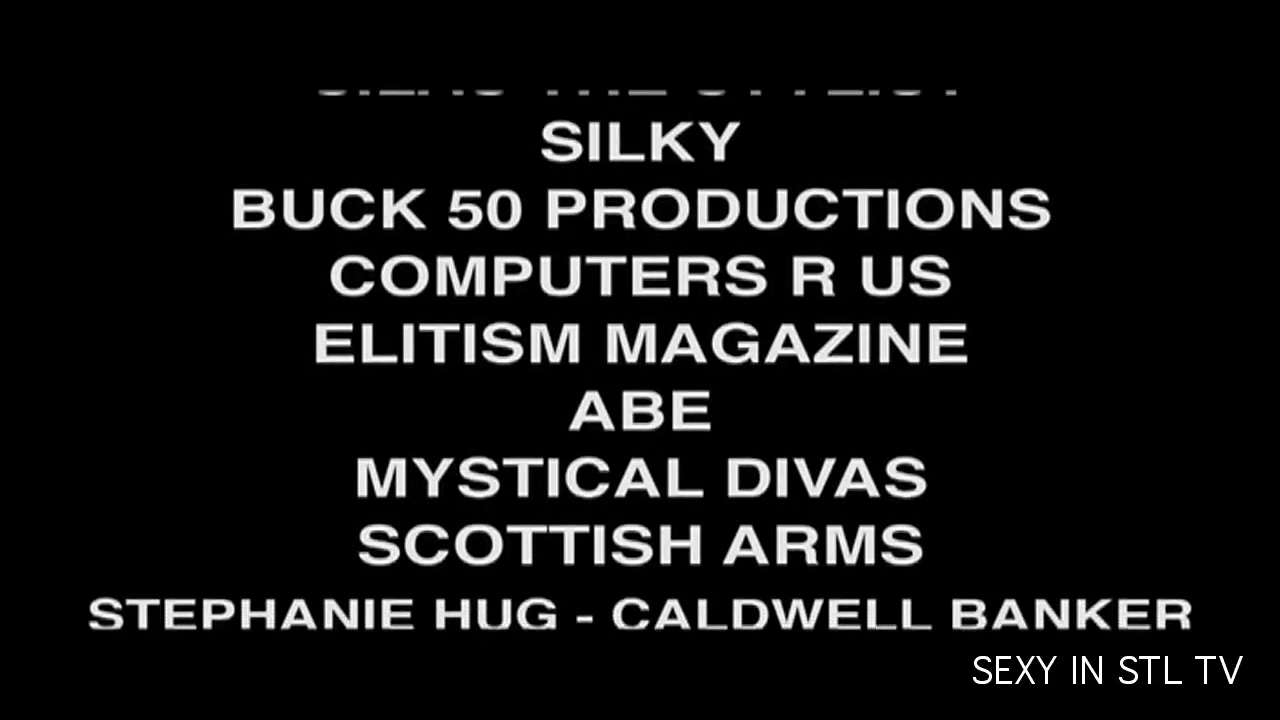 SILKY
BUCK 50 PRODUCTIONS
COMPUTERS R US
ELITISM MAGAZINE
ABE
MYSTICAL DIVAS
SCOTTISH ARMS
STEPHANIE HUG - CALDWELL BANKER
SEXY IN STL TV